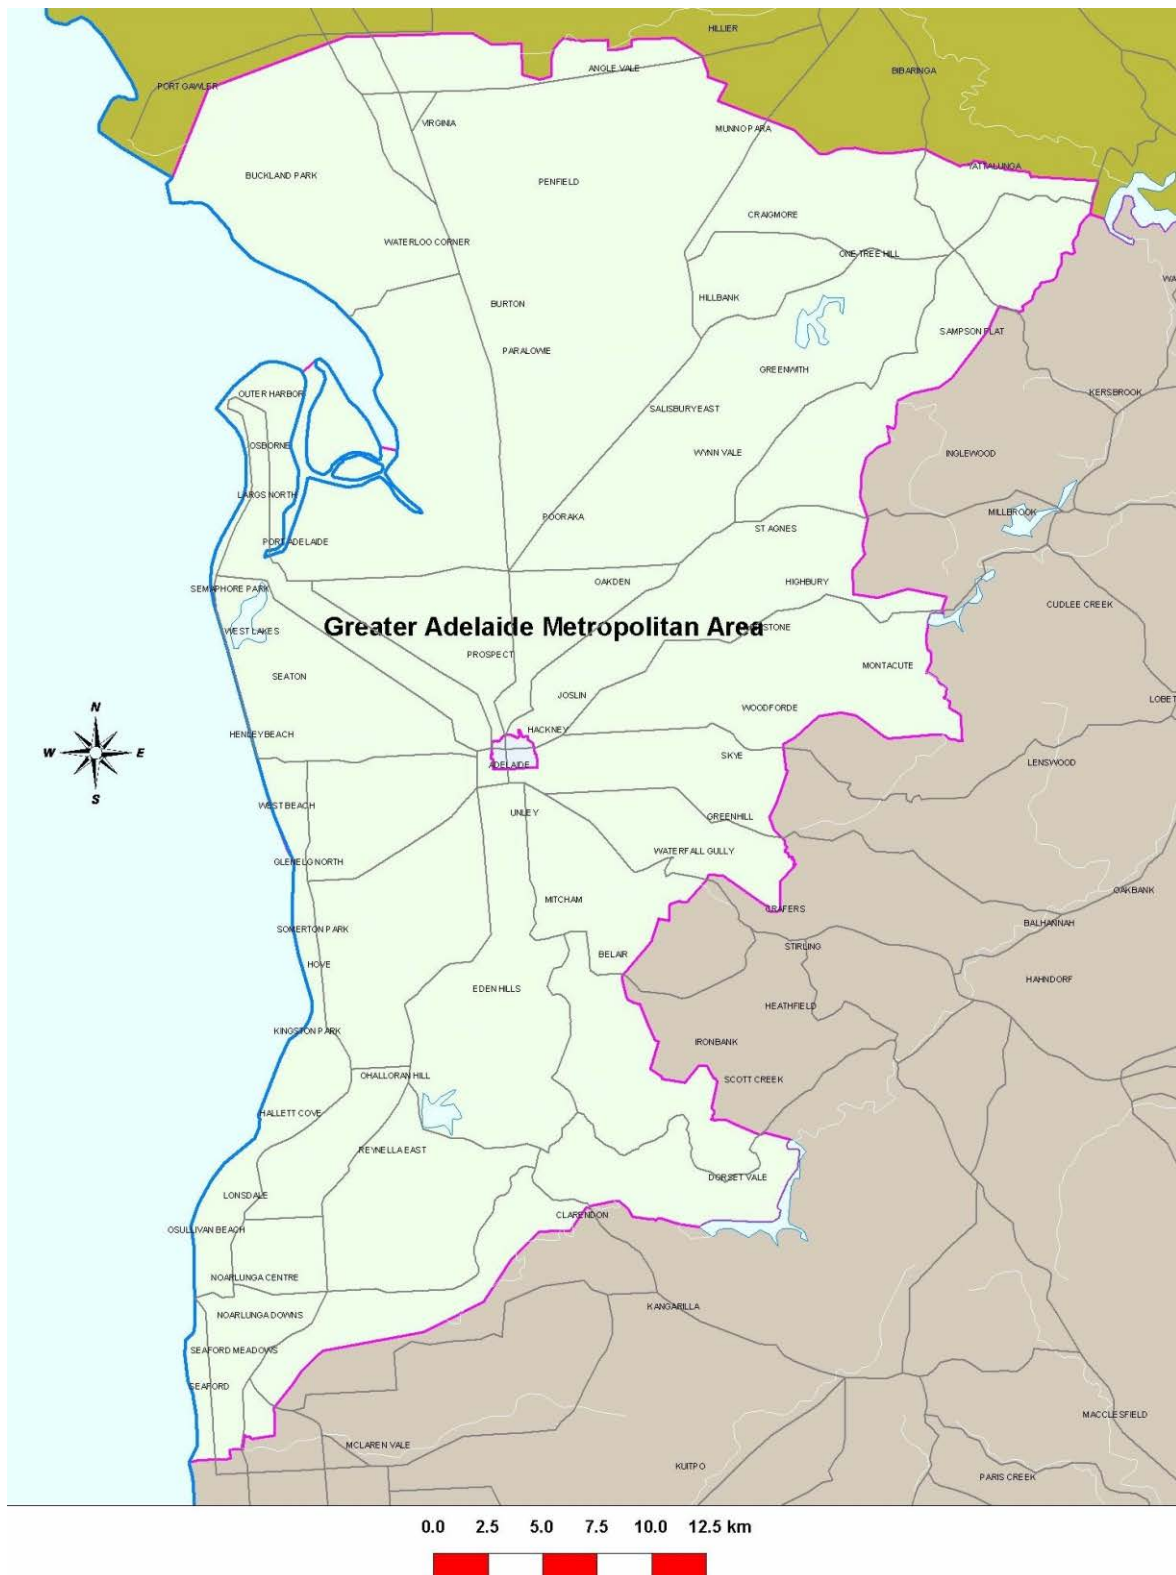 HILLIER
ANGLE VALE
BIBARINGA
PORT GAWLER
VIRGINIA
MUNNO PARA
YATTALUNGA
BUCKLAND PARK
PENFIELD
CRAIGMORE
WATERLOO CORNER
ONE TREE HILL
BURTON
HILLBANK
SAMPSON FLAT
PARALOWIE
GREENWITH
OUTER HARBOR
KERSBROOK
SALISBURY EAST
OSBORNE
WYNN VALE
INGLEWOOD
LARGS NORTH
POORAKA
MILLBROOK
ST AGNES
PORT ADELAIDE
OAKDEN
HIGHBURY
SEMAPHORE PARK
CUDLEE CREEK
WEST LAKES
Greater Adelaide Metropolitan Area
PROSPECT
MONTACUTE
SEATON
JOSLIN
WOODFORDE
N
HENLEY BEACH
HACKNEY
W E
SKYE
ADELAIDE
LENSWOOD
S
WEST BEACH
UNLEY
GREENHILL
GLENELG NORTH
WATERFALL GULLY
OAKBANK
MITCHAM
CRAFERS
BALHANNAH
SOMERTON PARK
STIRLING
BELAIR
HOVE
HAHNDORF
EDEN HILLS
HEATHFIELD
KINGSTON PARK
IRONBANK
OHALLORAN HILL
SCOTT CREEK
HALLETT COVE
REYNELLA EAST
DORSET VALE
LONSDALE
CLARENDON
OSULLIVAN BEACH
NOARLUNGA CENTRE
KANGARILLA
NOARLUNGA DOWNS
SEAFORD MEADOWS
SEAFORD
MACCLESFIELD
MCLAREN VALE
KUITPO
PARIS CREEK
0.0 2.5 5.0 7.5 10.0 12.5 km